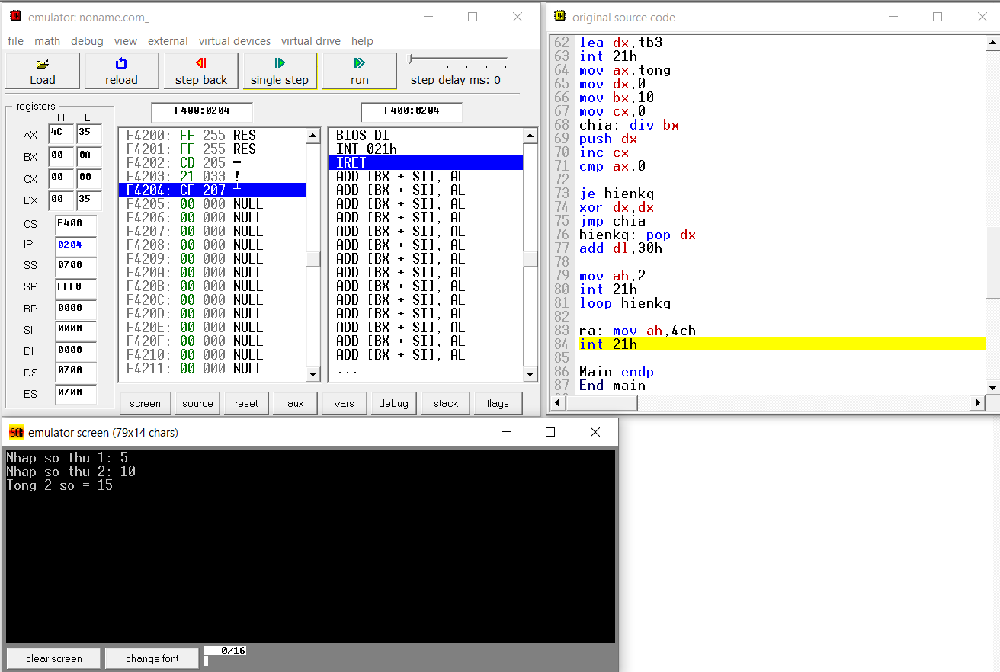 emulator: noname.com_
file math debug view external virtual devices virtual drive help
Load reload step back single step run step delay ms: 0
registers
H L
F400:0204
F400:0204
AX 4C 35
BX 00 0A
CX 00 00
DX 00 35
CS F400
IP 0204
SS 0700
SP FFF8
BP 0000
SI 0000
DI 0000
DS 0700
ES 0700
F4200: FF 255 RES
F4201: FF 255 RES
F4202: CD 205 =
F4203: 21 033 !
F4204: CF 207 ╧
F4205: 00 000 NULL
F4206: 00 000 NULL
F4207: 00 000 NULL
F4208: 00 000 NULL
F4209: 00 000 NULL
F420A: 00 000 NULL
F420B: 00 000 NULL
F420C: 00 000 NULL
F420D: 00 000 NULL
F420E: 00 000 NULL
F420F: 00 000 NULL
F4210: 00 000 NULL
F4211: 00 000 NULL
BIOS DI
INT 021h
IRET
ADD [BX + SI], AL
ADD [BX + SI], AL
ADD [BX + SI], AL
ADD [BX + SI], AL
ADD [BX + SI], AL
ADD [BX + SI], AL
ADD [BX + SI], AL
ADD [BX + SI], AL
ADD [BX + SI], AL
ADD [BX + SI], AL
ADD [BX + SI], AL
ADD [BX + SI], AL
ADD [BX + SI], AL
ADD [BX + SI], AL
...
screen source reset aux vars debug stack flags
original source code
62 lea dx,tb3
63 int 21h
64 mov ax,tong
65 mov dx,0
66 mov bx,10
67 mov cx,0
68 chia: div bx
69 push dx
70 inc cx
71 cmp ax,0
72
73 je hienkq
74 xor dx,dx
75 jmp chia
76 hienkq: pop dx
77 add dl,30h
78
79 mov ah,2
80 int 21h
81 loop hienkq
82
83 ra: mov ah,4ch
84 int 21h
85
86 Main endp
87 End main
emulator screen (79x14 chars)
Nhap so thu 1: 5
Nhap so thu 2: 10
Tong 2 so = 15
clear screen change font 0/16